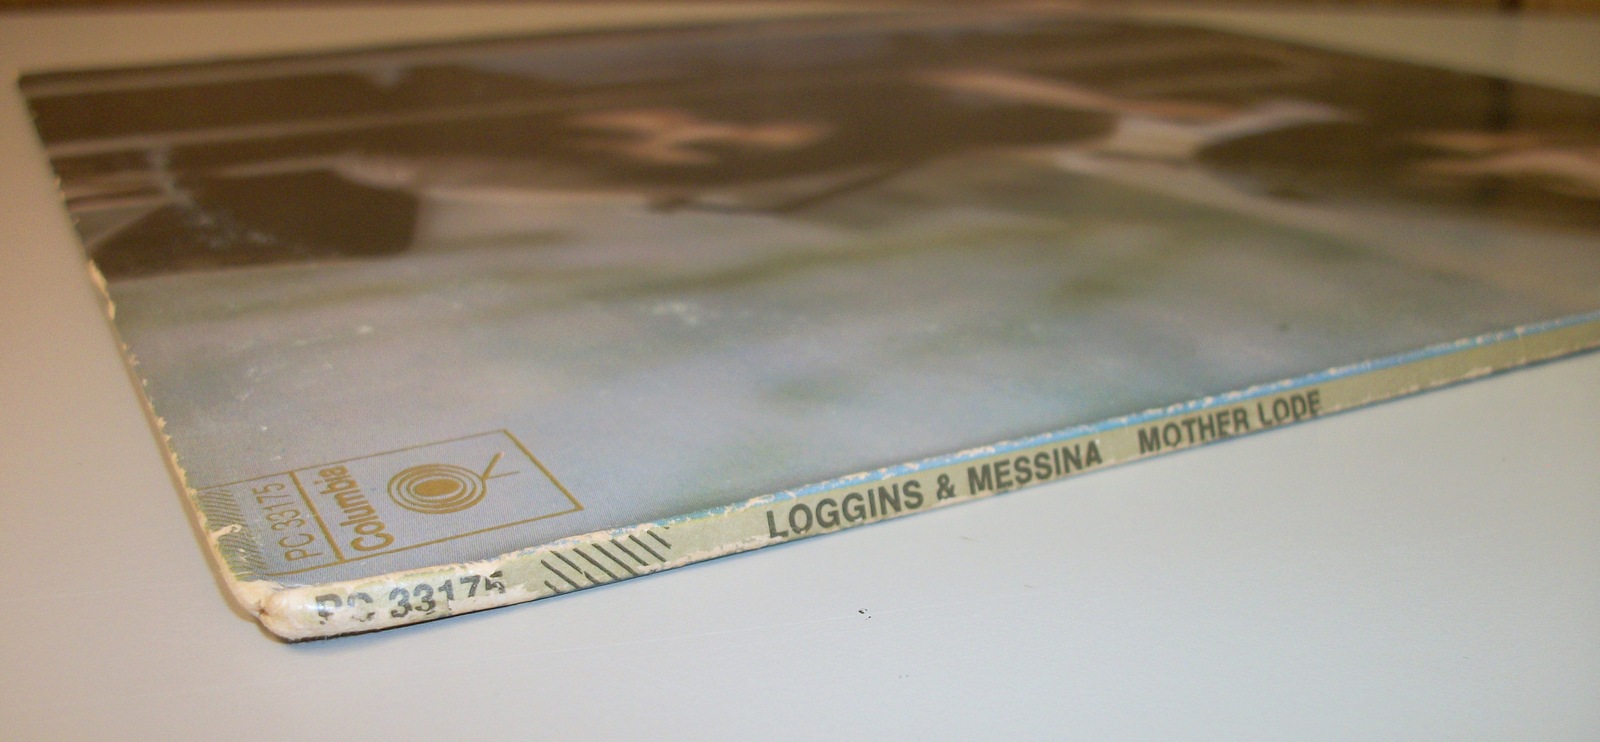 PC 33175
Columbia
PC 33175 LOGGINS & MESSINA MOTHER LODE